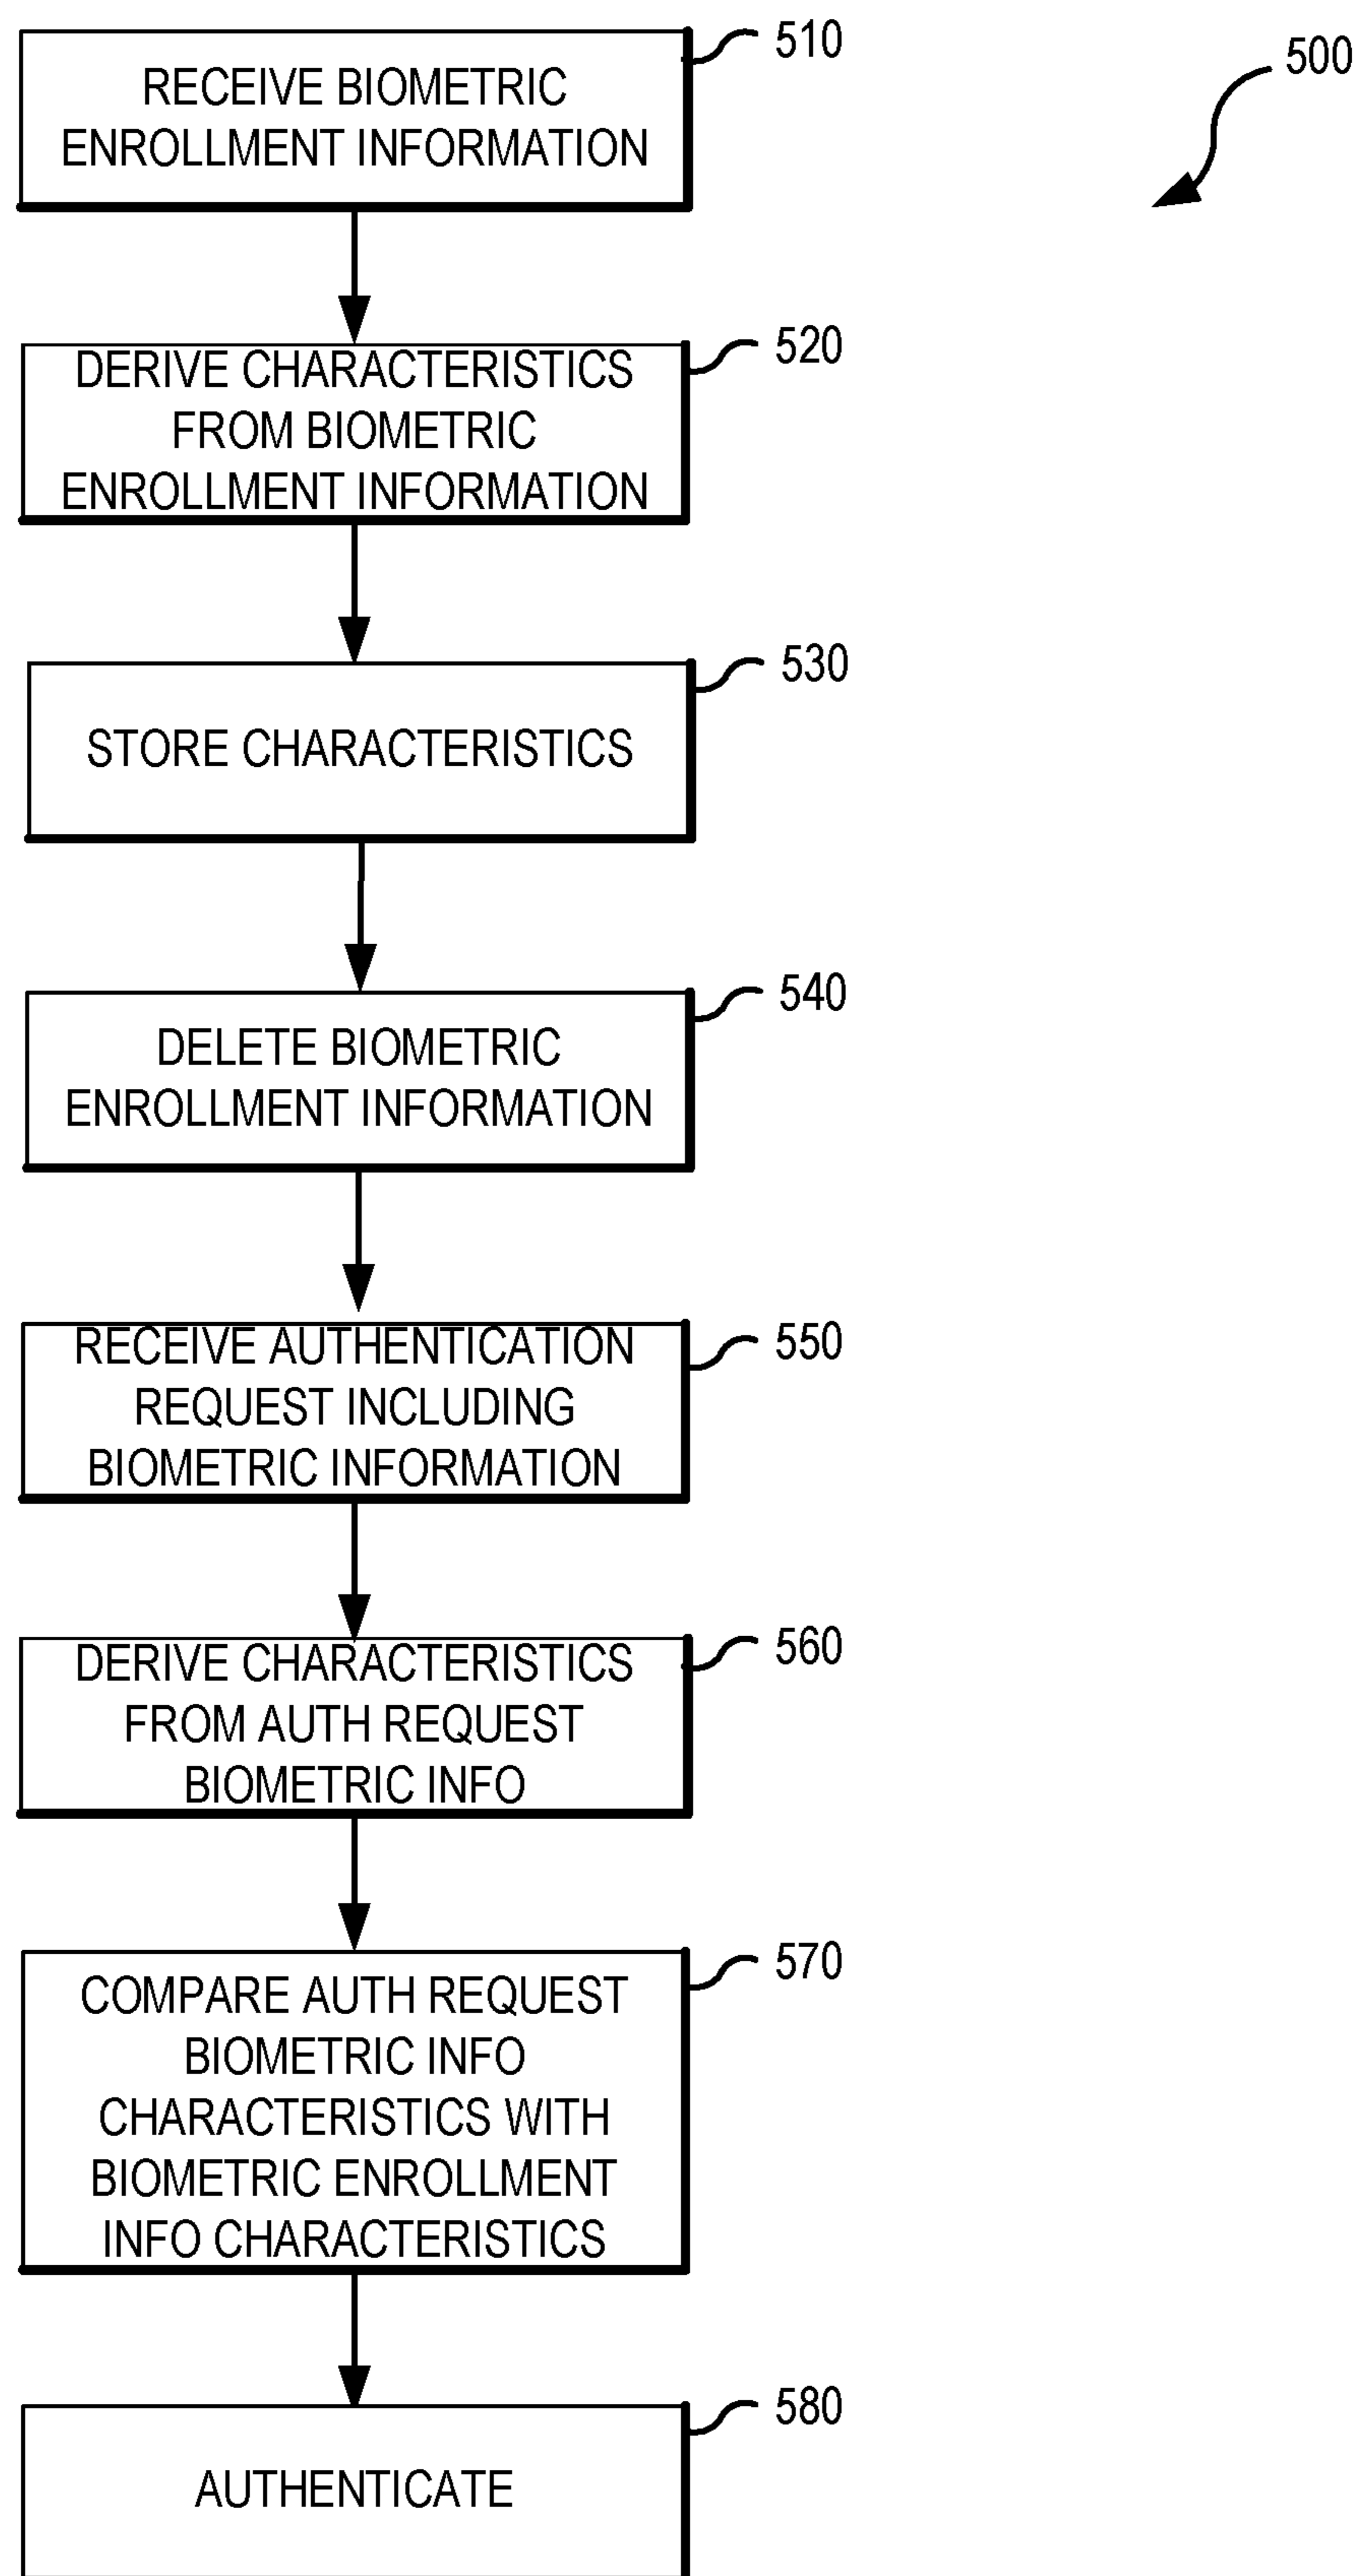 510
500
RECEIVE BIOMETRIC
ENROLLMENT INFORMATION
520
DERIVE CHARACTERISTICS
FROM BIOMETRIC
ENROLLMENT INFORMATION
530
STORE CHARACTERISTICS
540
DELETE BIOMETRIC
ENROLLMENT INFORMATION
550
RECEIVE AUTHENTICATION
REQUEST INCLUDING
BIOMETRIC INFORMATION
560
DERIVE CHARACTERISTICS
FROM AUTH REQUEST
BIOMETRIC INFO
570
COMPARE AUTH REQUEST
BIOMETRIC INFO
CHARACTERISTICS WITH
BIOMETRIC ENROLLMENT
INFO CHARACTERISTICS
580
AUTHENTICATE